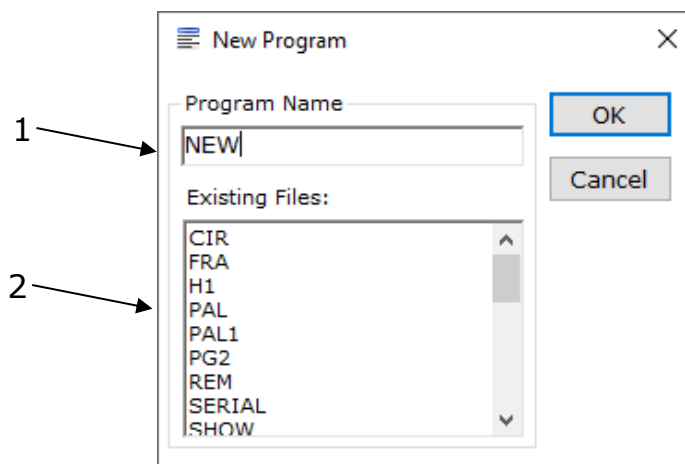 New Program
Program Name
OK
1
NEW
Cancel
Existing Files:
CIR
FRA
H1
2
PAL
PAL1
PG2
REM
SERIAL
SHOW